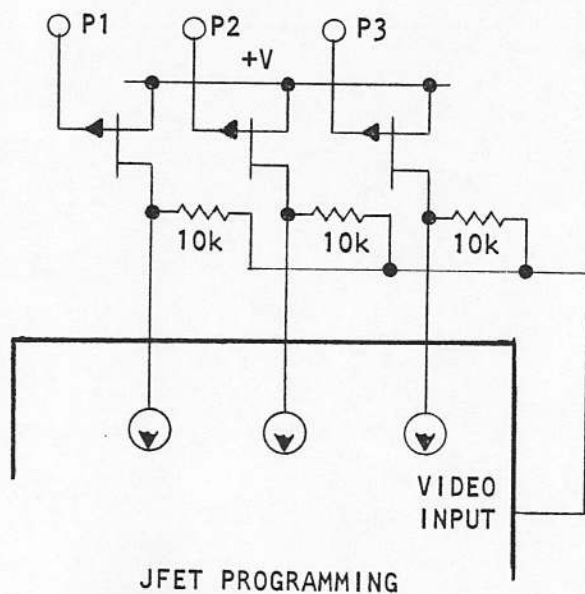 P1 P2 P3
+V
10k 10k 10k
VIDEO
INPUT
JFET PROGRAMMING